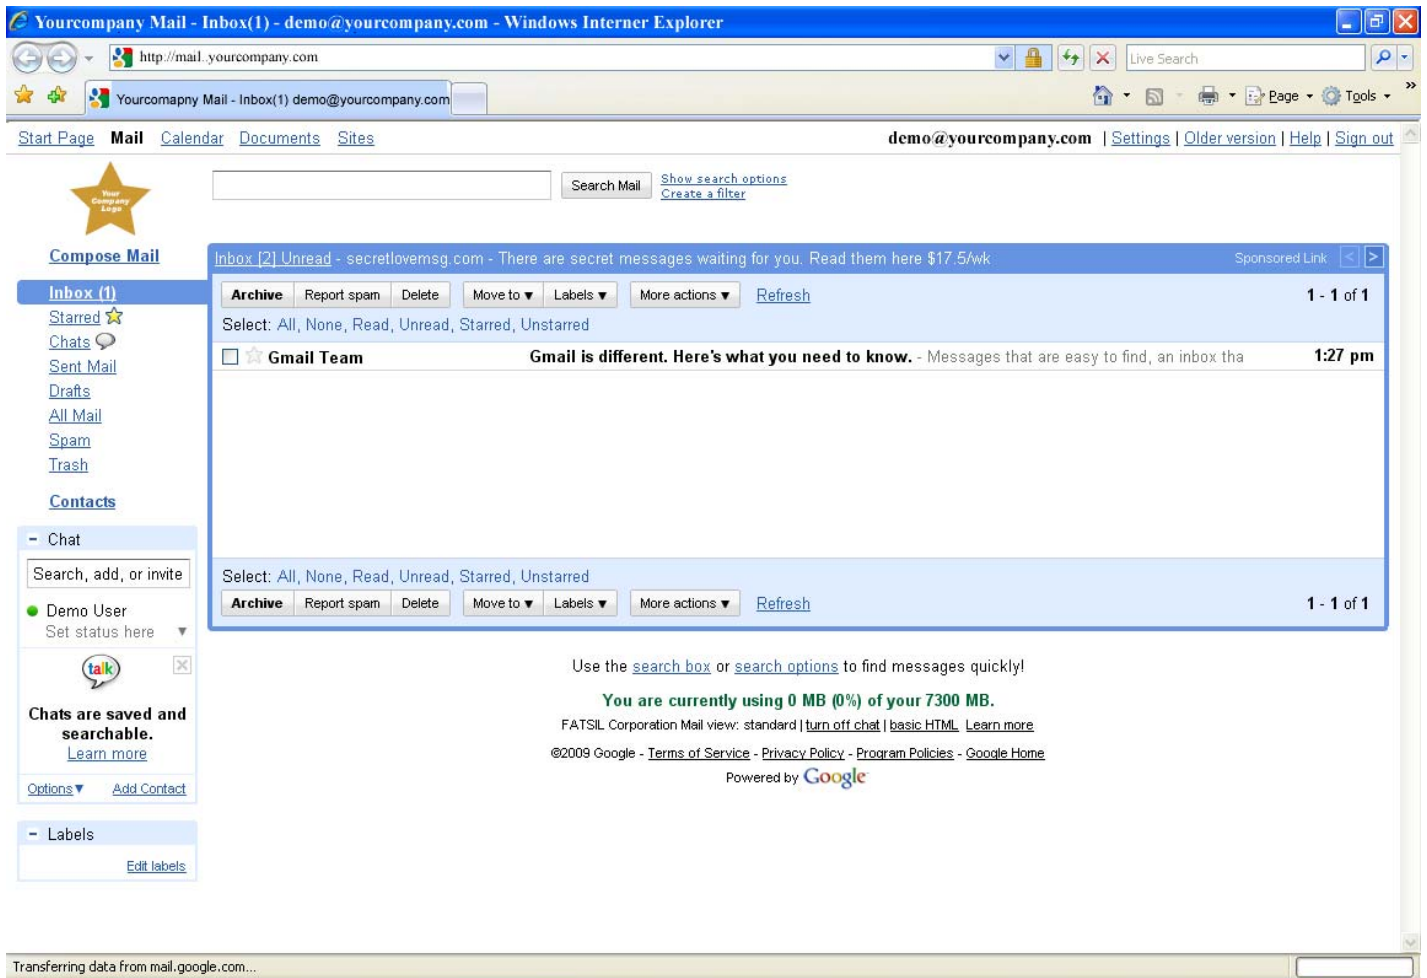 Yourcompany Mail - Inbox(1) - demo@yourcompany.com - Windows Interner Explorer
http://mail..yourcompany.com
Live Search
Yourcomapny Mail - Inbox(1) demo@yourcompany.com
Page Tools »
Start Page Mail Calendar Documents Sites demo@yourcompany.com | Settings | Older version | Help | Sign out
Your
Company
Logo
Search Mail
Show search options
Create a filter
Compose Mail
Inbox [2] Unread - secretlovemsg.com - There are secret messages waiting for you. Read them here $17.5/wk Sponsored Link < >
Inbox (1)
Starred
Chats
Sent Mail
Drafts
All Mail
Spam
Trash
Contacts
Archive Report spam Delete Move to ▼ Labels ▼ More actions ▼ Refresh 1 - 1 of 1
Select: All, None, Read, Unread, Starred, Unstarred
Gmail Team Gmail is different. Here's what you need to know. - Messages that are easy to find, an inbox tha 1:27 pm
Select: All, None, Read, Unread, Starred, Unstarred
Archive Report spam Delete Move to ▼ Labels ▼ More actions ▼ Refresh 1 - 1 of 1
− Chat
Search, add, or invite
Demo User
Set status here ▼
talk
Chats are saved and
searchable.
Learn more
Options▼ Add Contact
− Labels
Edit labels
Use the search box or search options to find messages quickly!
You are currently using 0 MB (0%) of your 7300 MB.
FATSIL Corporation Mail view: standard | turn off chat | basic HTML Learn more
©2009 Google - Terms of Service - Privacy Policy - Program Policies - Google Home
Powered by Google
Transferring data from mail.google.com...